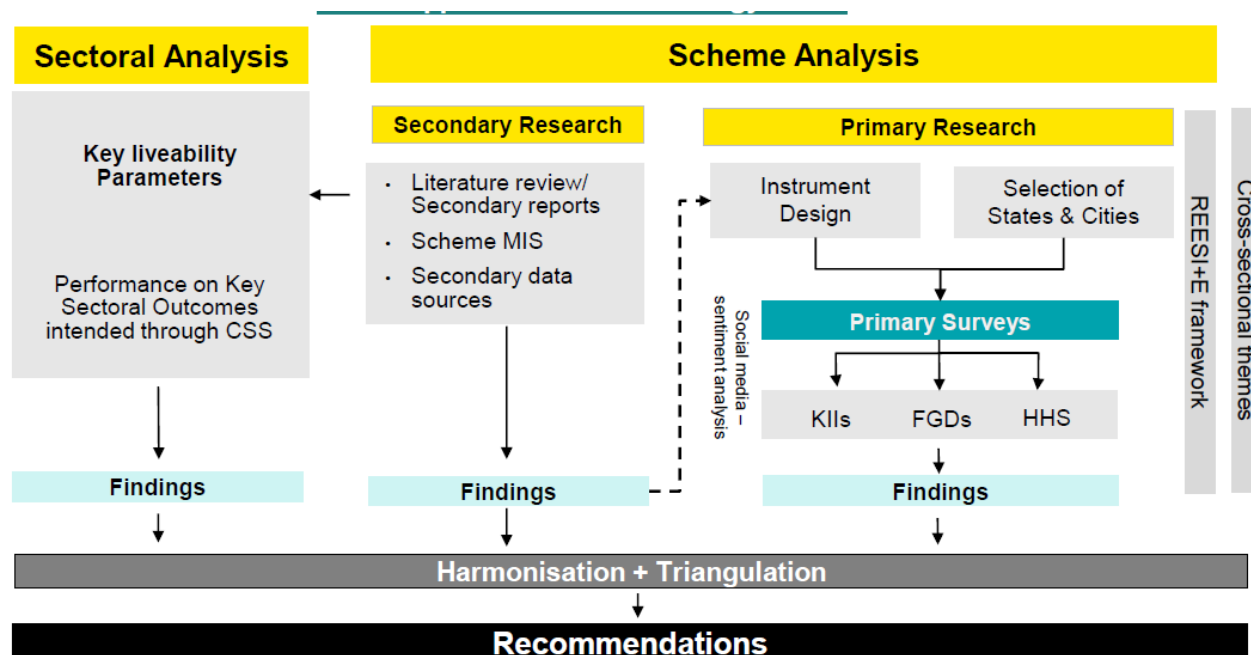 Sectoral Analysis
Scheme Analysis
Key liveability
Parameters
Performance on Key
Sectoral Outcomes
intended through CSS
Findings
Secondary Research
• Literature review/
Secondary reports
• Scheme MIS
• Secondary data
sources
Findings
Primary Research
Instrument
Design
Selection of
States & Cities
Social media –
sentiment analysis
Primary Surveys
KIIs
FGDs
HHS
Findings
REESI+E framework
Cross-sectional themes
Harmonisation + Triangulation
Recommendations